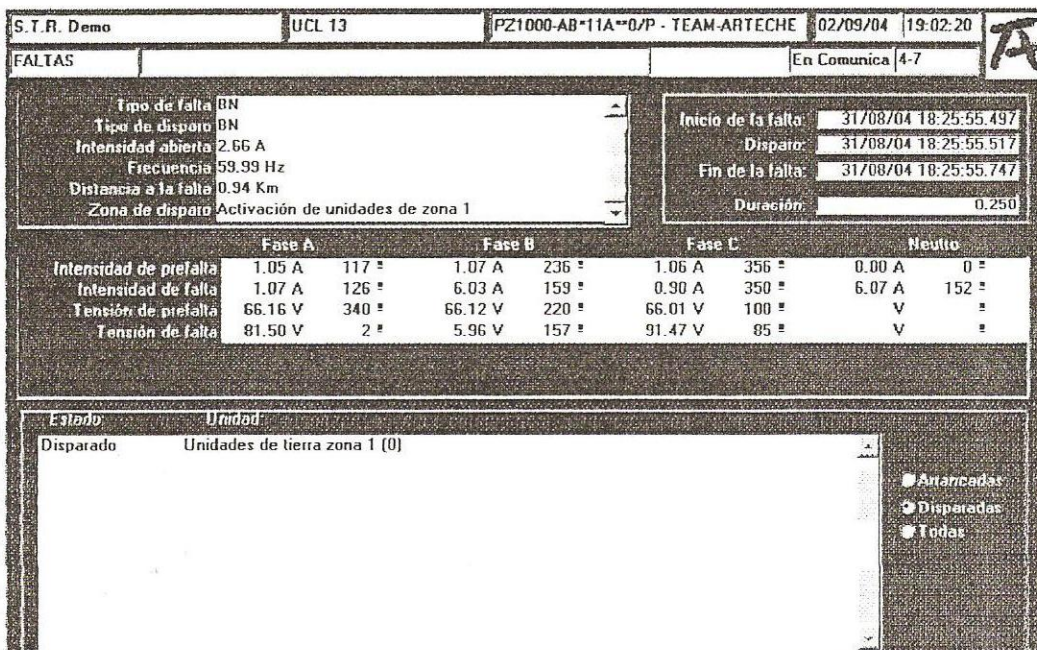 S.T.R. Demo UCL 13 PZ1000-AB*11A**0/P - TEAM-ARTECHE 02/09/04 19:02:20
FALTAS En Comunica 4-7
Tipo de falta BN
Tipo de disparo BN
Intensidad abierta 2.66 A
Frecuencia 59.99 Hz
Distancia a la falta 0.94 Km
Zona de disparo Activación de unidades de zona 1
Inicio de la falta: 31/08/04 18:25:55.497
Disparo: 31/08/04 18:25:55.517
Fin de la falta: 31/08/04 18:25:55.747
Duración: 0.250
Fase A Fase B Fase C Neutro
Intensidad de prefalta 1.05 A 117 º 1.07 A 236 º 1.06 A 356 º 0.00 A 0 º
Intensidad de falta 1.07 A 126 º 6.03 A 159 º 0.90 A 350 º 6.07 A 152 º
Tensión de prefalta 66.16 V 340 º 66.12 V 220 º 66.01 V 100 º V º
Tensión de falta 81.50 V 2 º 5.96 V 157 º 91.47 V 85 º V º
Estado Unidad
Disparado Unidades de tierra zona 1 (0)
Arrancadas
Disparadas
Todas